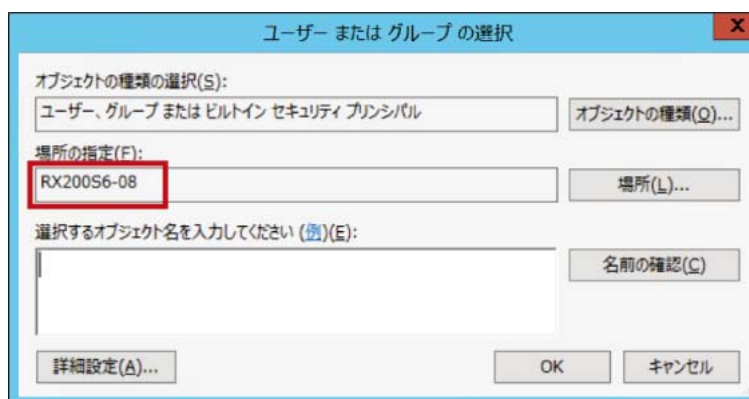 ユーザー または グループ の選択
X
オブジェクトの種類の選択(S):
ユーザー、グループ または ビルトイン セキュリティ プリンシパル
オブジェクトの種類(O)...
場所の指定(F):
RX200S6-08
場所(L)...
選択するオブジェクト名を入力してください (例)(E):
名前の確認(C)
詳細設定(A)...
OK
キャンセル